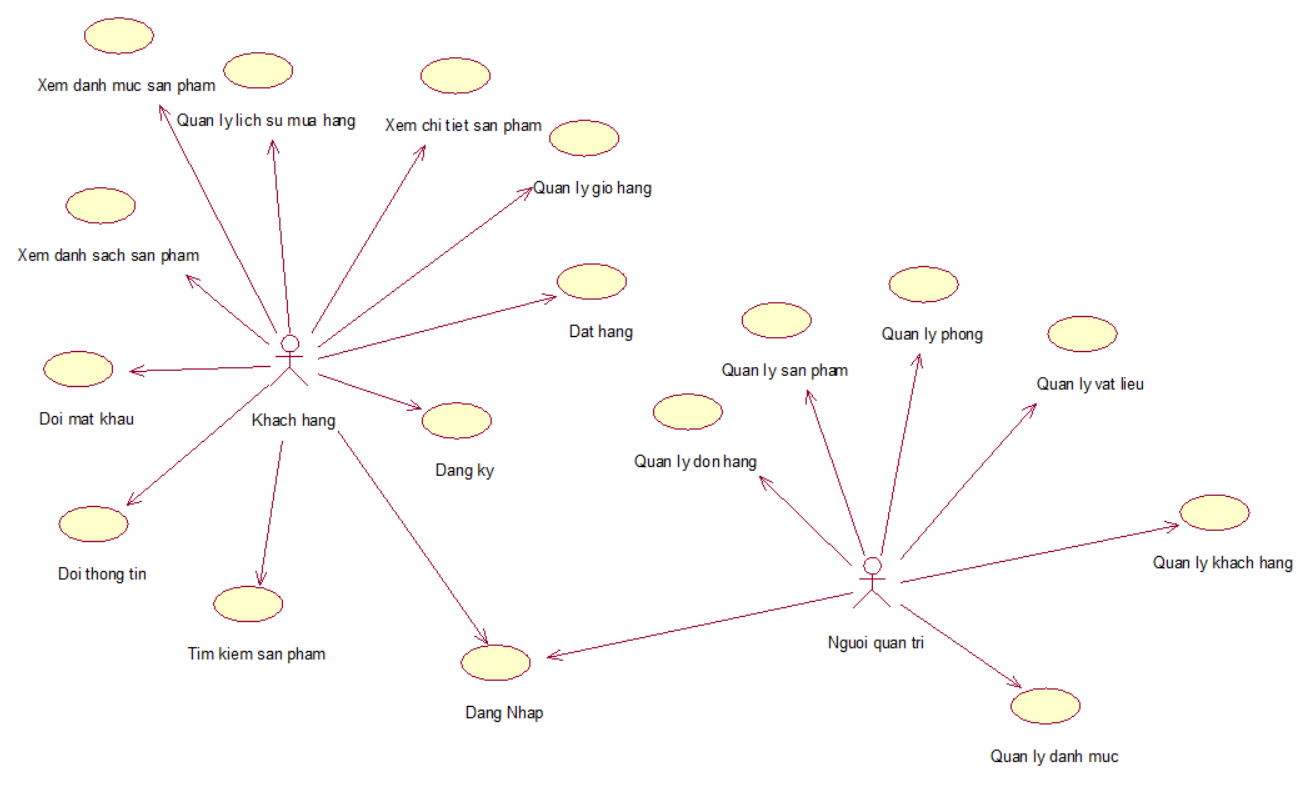 Xem danh muc san pham
Quan ly lich su mua hang
Xem chi tiet san pham
Quan ly gio hang
Xem danh sach san pham
Dat hang
Quan ly phong
Quan ly san pham
Quan ly vat lieu
Doi mat khau
Khach hang
Dang ky
Quan ly don hang
Quan ly khach hang
Doi thong tin
Tim kiem san pham
Nguoi quan tri
Dang Nhap
Quan ly danh muc